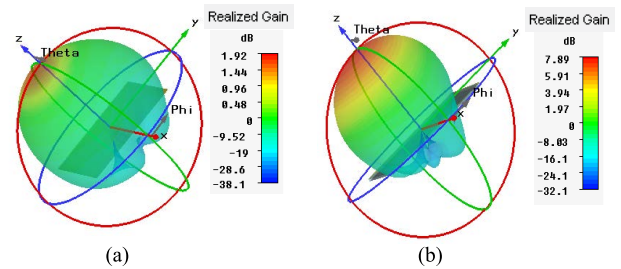 Realized Gain
dB
1.92
1.44
0.96
0.48
0
-9.52
-19
-28.6
-38.1
z
y
Theta
Phi
x
(a)
Realized Gain
dB
7.89
5.91
3.94
1.97
0
-8.03
-16.1
-24.1
-32.1
z
y
Theta
Phi
x
(b)